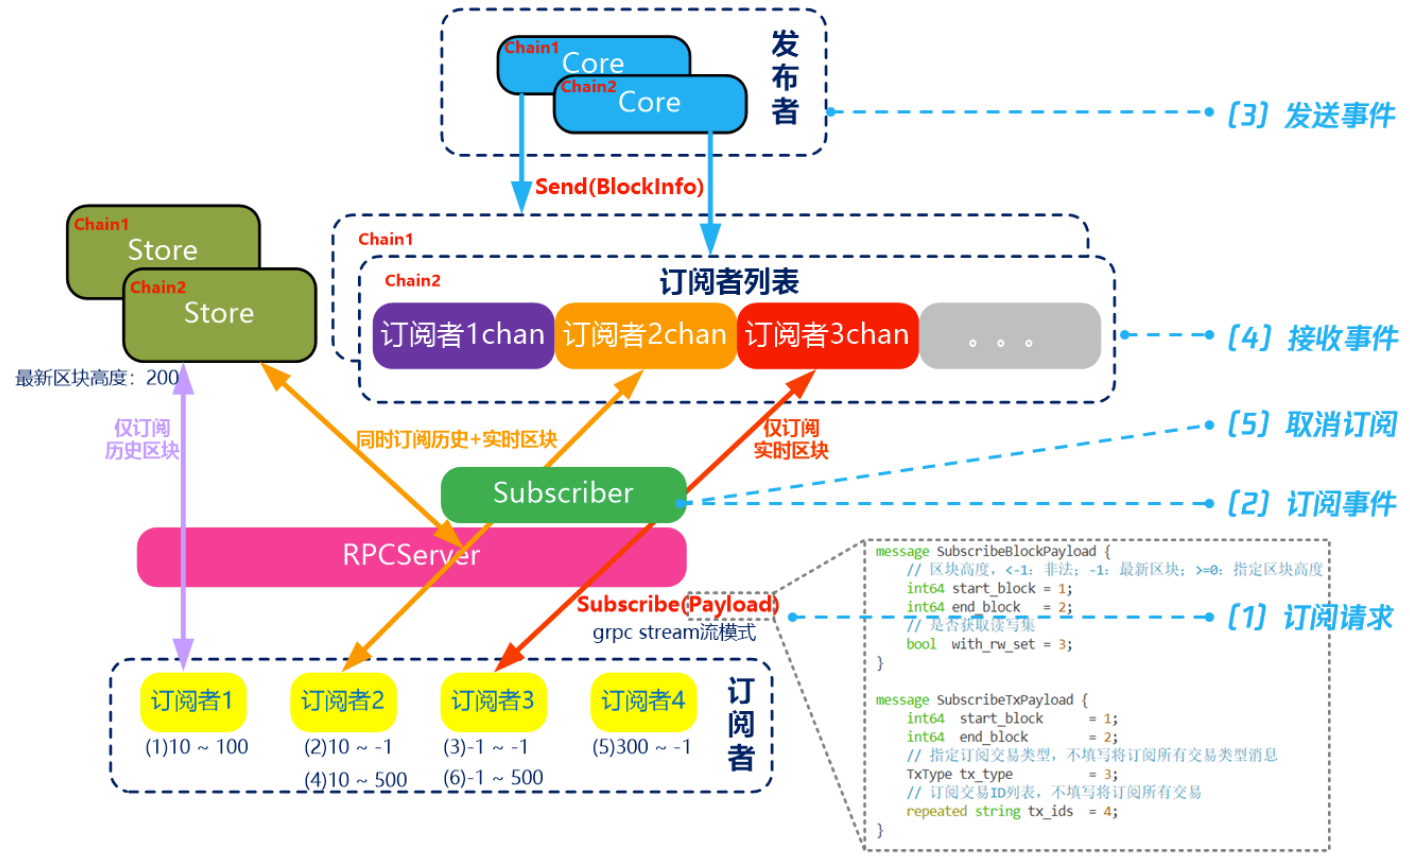 Chain1
Core
Chain2
Core
发布者
(3) 发送事件
Send(BlockInfo)
Chain1
Store
Chain2
Store
最新区块高度：200
Chain1
Chain2
订阅者列表
订阅者1chan
订阅者2chan
订阅者3chan
。。。
(4) 接收事件
仅订阅
历史区块
同时订阅历史+实时区块
仅订阅
实时区块
(5) 取消订阅
Subscriber
(2) 订阅事件
RPCServer
Subscribe(Payload)
grpc stream流模式
(1) 订阅请求
message SubscribeBlockPayload {
// 区块高度，<-1：非法；-1：最新区块；>=0：指定区块高度
int64 start_block = 1;
int64 end_block = 2;
// 是否获取读写集
bool with_rw_set = 3;
}
message SubscribeTxPayload {
int64 start_block = 1;
int64 end_block = 2;
// 指定订阅交易类型，不填写将订阅所有交易类型消息
TxType tx_type = 3;
// 订阅交易ID列表，不填写将订阅所有交易
repeated string tx_ids = 4;
}
订阅者1
订阅者2
订阅者3
订阅者4
订阅者
(1)10 ~ 100
(2)10 ~ -1
(3)-1 ~ -1
(5)300 ~ -1
(4)10 ~ 500
(6)-1 ~ 500